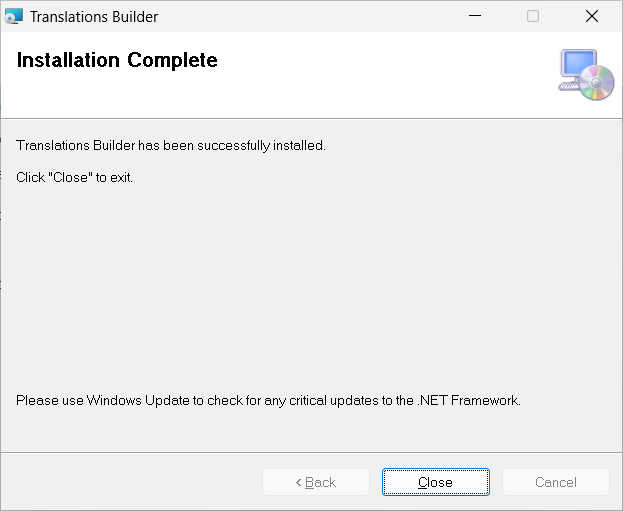 Translations Builder
Installation Complete
Translations Builder has been successfully installed.
Click "Close" to exit.
Please use Windows Update to check for any critical updates to the .NET Framework.
< Back
Close
Cancel